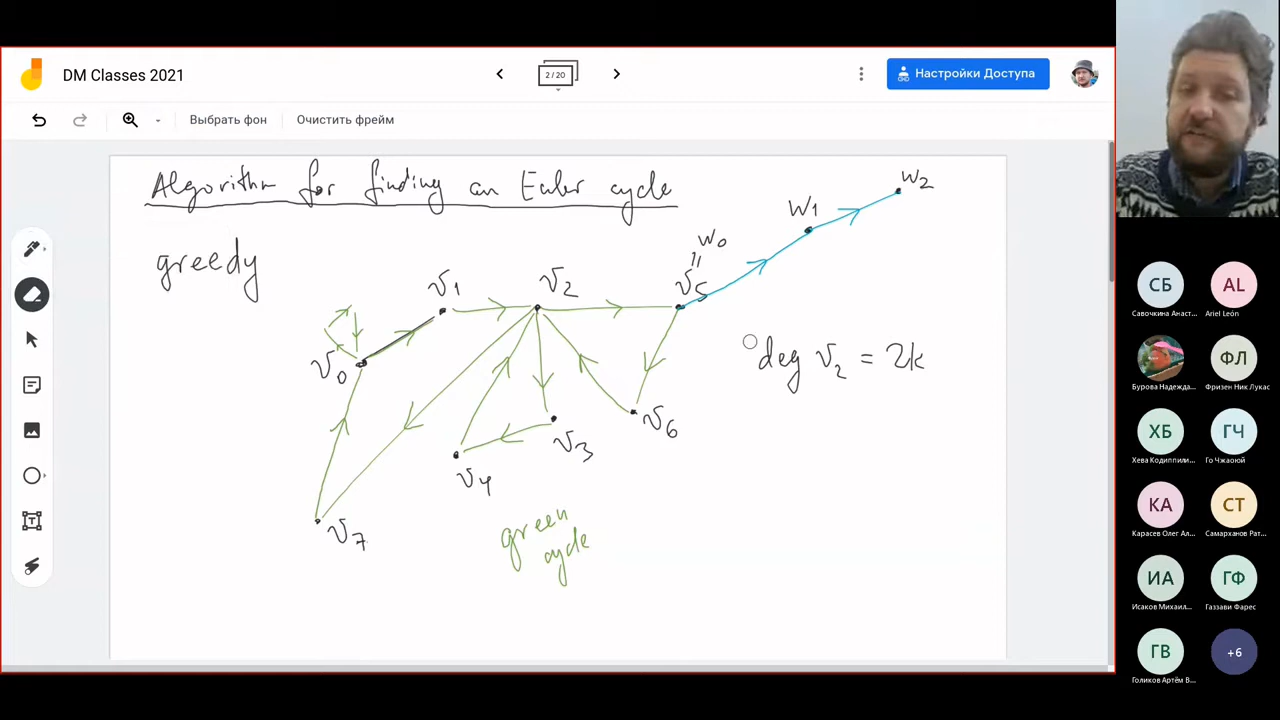 DM Classes 2021
2 / 20
Настройки Доступа
Выбрать фон
Очистить фрейм
Algorithm for finding an Euler cycle
greedy
W2
W1
W0
V1
V2
V5
V0
deg V2 = 2k
V6
V3
V4
V7
green
cycle
СБ
AL
Савочкина Анаст...
Ariel León
ФЛ
Бурова Надежда...
Фризен Ник Лукас
ХБ
ГЧ
Хева Кодиппили...
Го Чжаоюй
КА
СТ
Карасев Олег Ал...
Самарханов Рат...
ИА
ГФ
Исаков Михаил...
Газзави Фарес
ГВ
+6
Голиков Артём В...